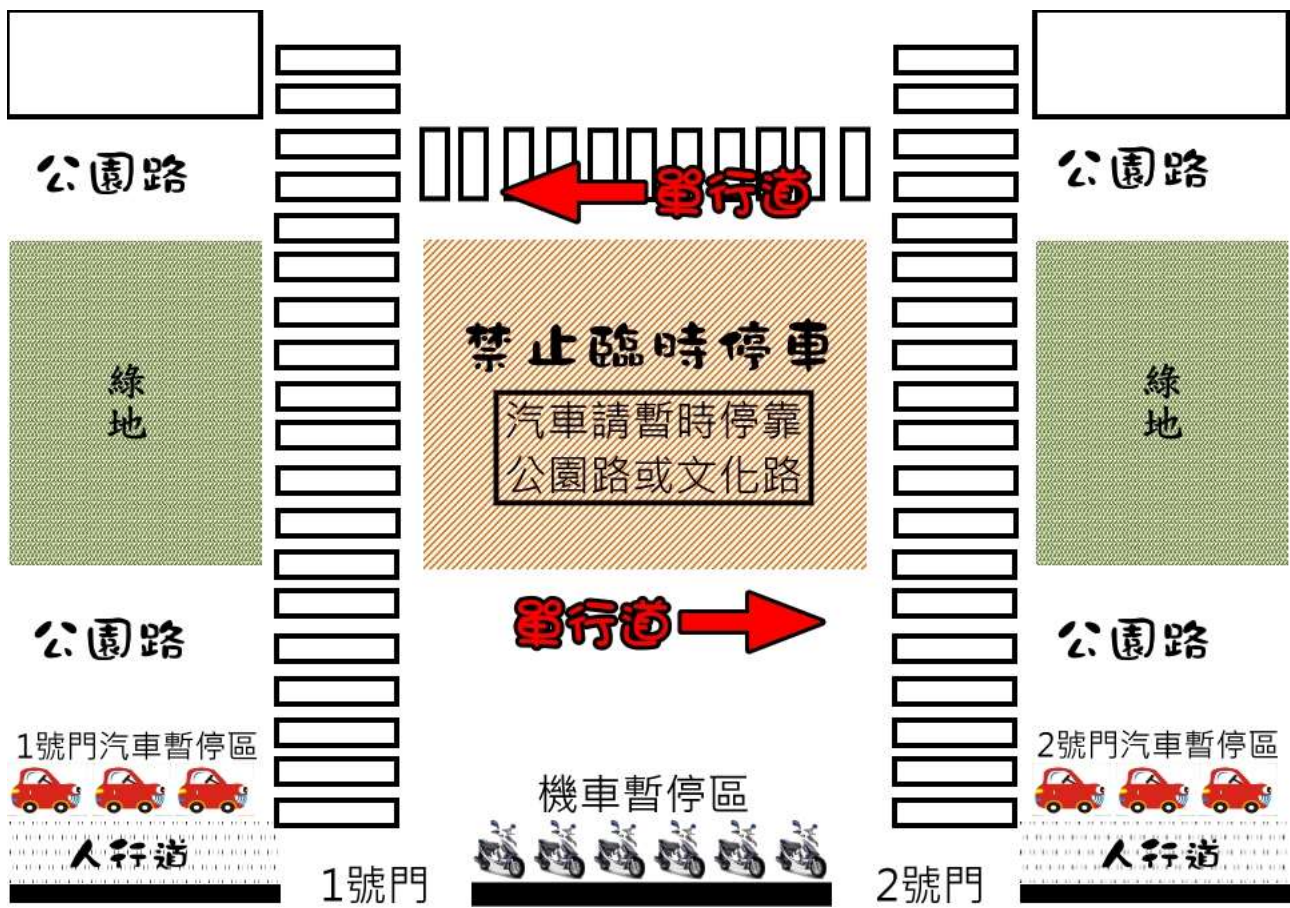 公園路
公園路
單行道
禁止臨時停車
汽車請暫時停靠
公園路或文化路
綠地
綠地
單行道
公園路
公園路
1號門汽車暫停區
2號門汽車暫停區
機車暫停區
人行道
人行道
1號門
2號門